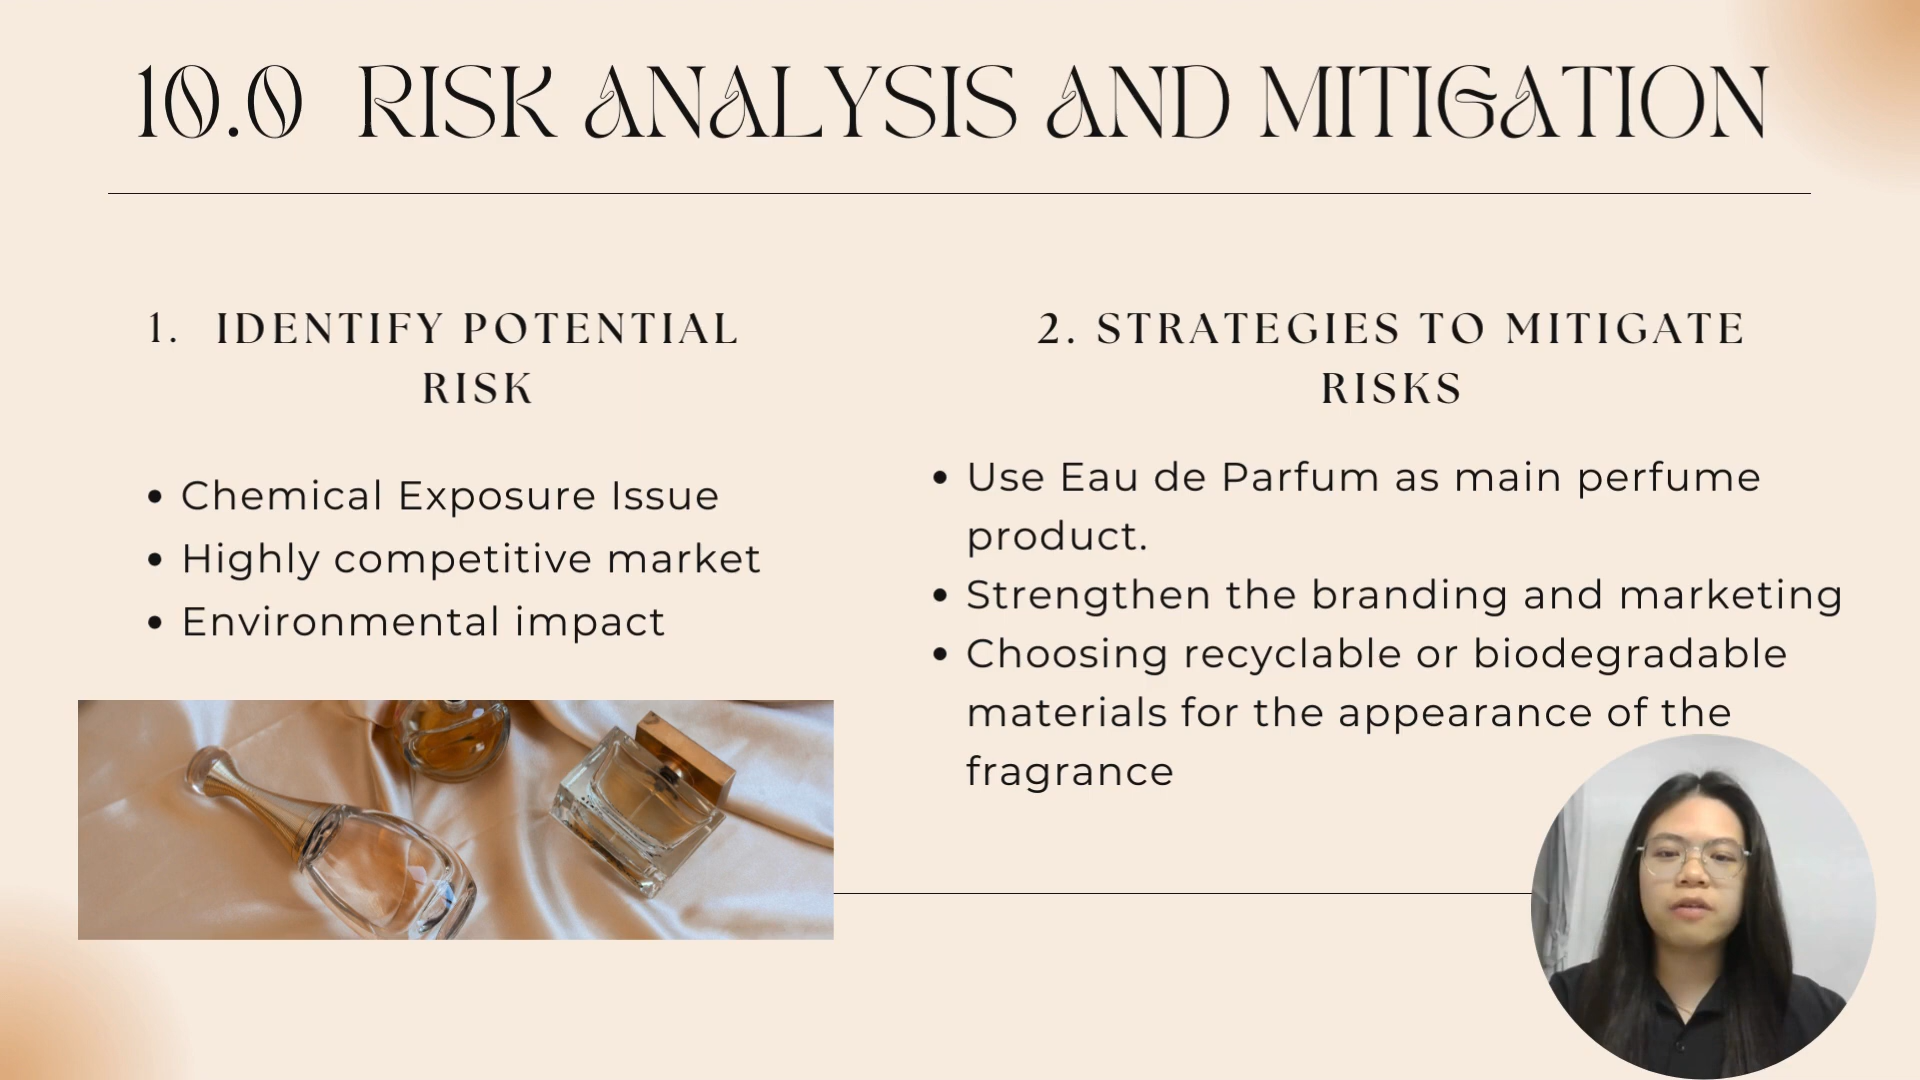 10.0 RISK ANALYSIS AND MITIGATION
1. IDENTIFY POTENTIAL
RISK
• Chemical Exposure Issue
• Highly competitive market
• Environmental impact
2. STRATEGIES TO MITIGATE
RISKS
• Use Eau de Parfum as main perfume
product.
• Strengthen the branding and marketing
• Choosing recyclable or biodegradable
materials for the appearance of the
fragrance